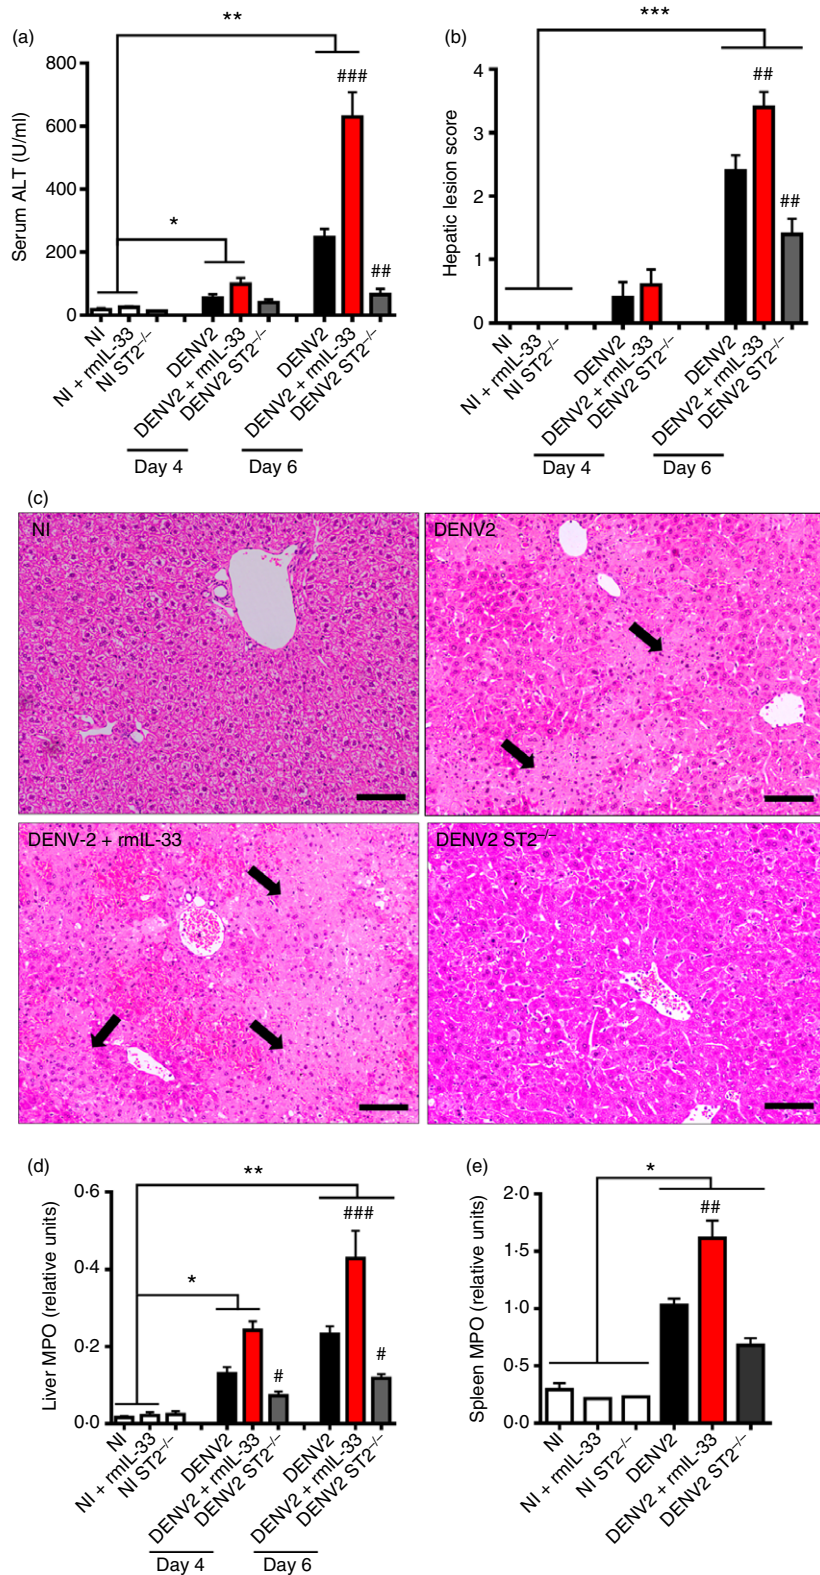 (a)
**
800
###
600
Serum ALT (U/ml)
400
*
200
##
0
NI
NI + rmIL-33
NI ST2⁻/⁻
DENV2
DENV2 + rmIL-33
DENV2 ST2⁻/⁻
DENV2
DENV2 + rmIL-33
DENV2 ST2⁻/⁻
Day 4
Day 6
(b)
***
4
##
3
Hepatic lesion score
2
##
1
0
NI
NI + rmIL-33
NI ST2⁻/⁻
DENV2
DENV2 + rmIL-33
DENV2 ST2⁻/⁻
DENV2
DENV2 + rmIL-33
DENV2 ST2⁻/⁻
Day 4
Day 6
(c)
NI
DENV2
DENV-2 + rmIL-33
DENV2 ST2⁻/⁻
(d)
**
0·6
###
Liver MPO (relative units)
0·4
*
0·2
#
#
0·0
NI
NI + rmIL-33
NI ST2⁻/⁻
DENV2
DENV2 + rmIL-33
DENV2 ST2⁻/⁻
DENV2
DENV2 + rmIL-33
DENV2 ST2⁻/⁻
Day 4
Day 6
(e)
*
2·0
##
1·5
Spleen MPO (relative units)
1·0
0·5
0·0
NI
NI + rmIL-33
NI ST2⁻/⁻
DENV2
DENV2 + rmIL-33
DENV2 ST2⁻/⁻